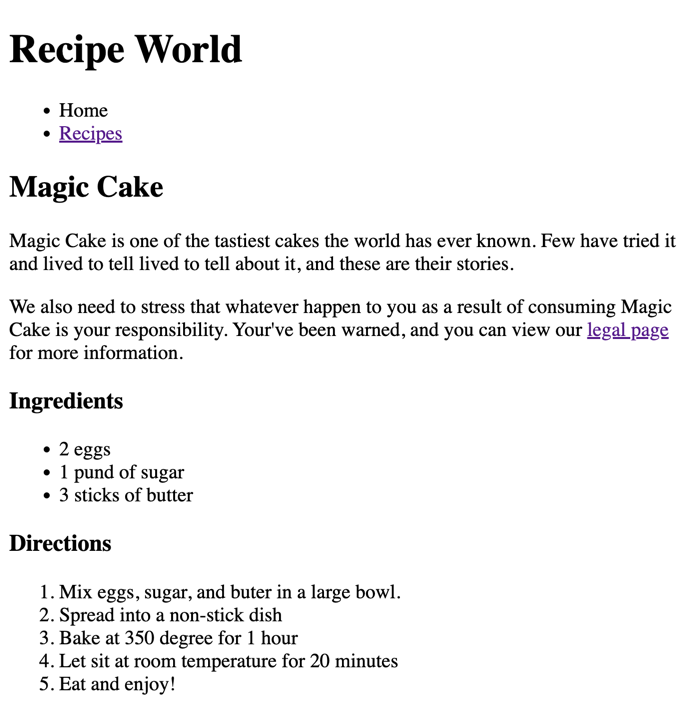 Recipe World
Home
Recipes
Magic Cake
Magic Cake is one of the tastiest cakes the world has ever known. Few have tried it
and lived to tell lived to tell about it, and these are their stories.
We also need to stress that whatever happen to you as a result of consuming Magic
Cake is your responsibility. Your've been warned, and you can view our legal page
for more information.
Ingredients
2 eggs
1 pund of sugar
3 sticks of butter
Directions
1. Mix eggs, sugar, and buter in a large bowl.
2. Spread into a non-stick dish
3. Bake at 350 degree for 1 hour
4. Let sit at room temperature for 20 minutes
5. Eat and enjoy!